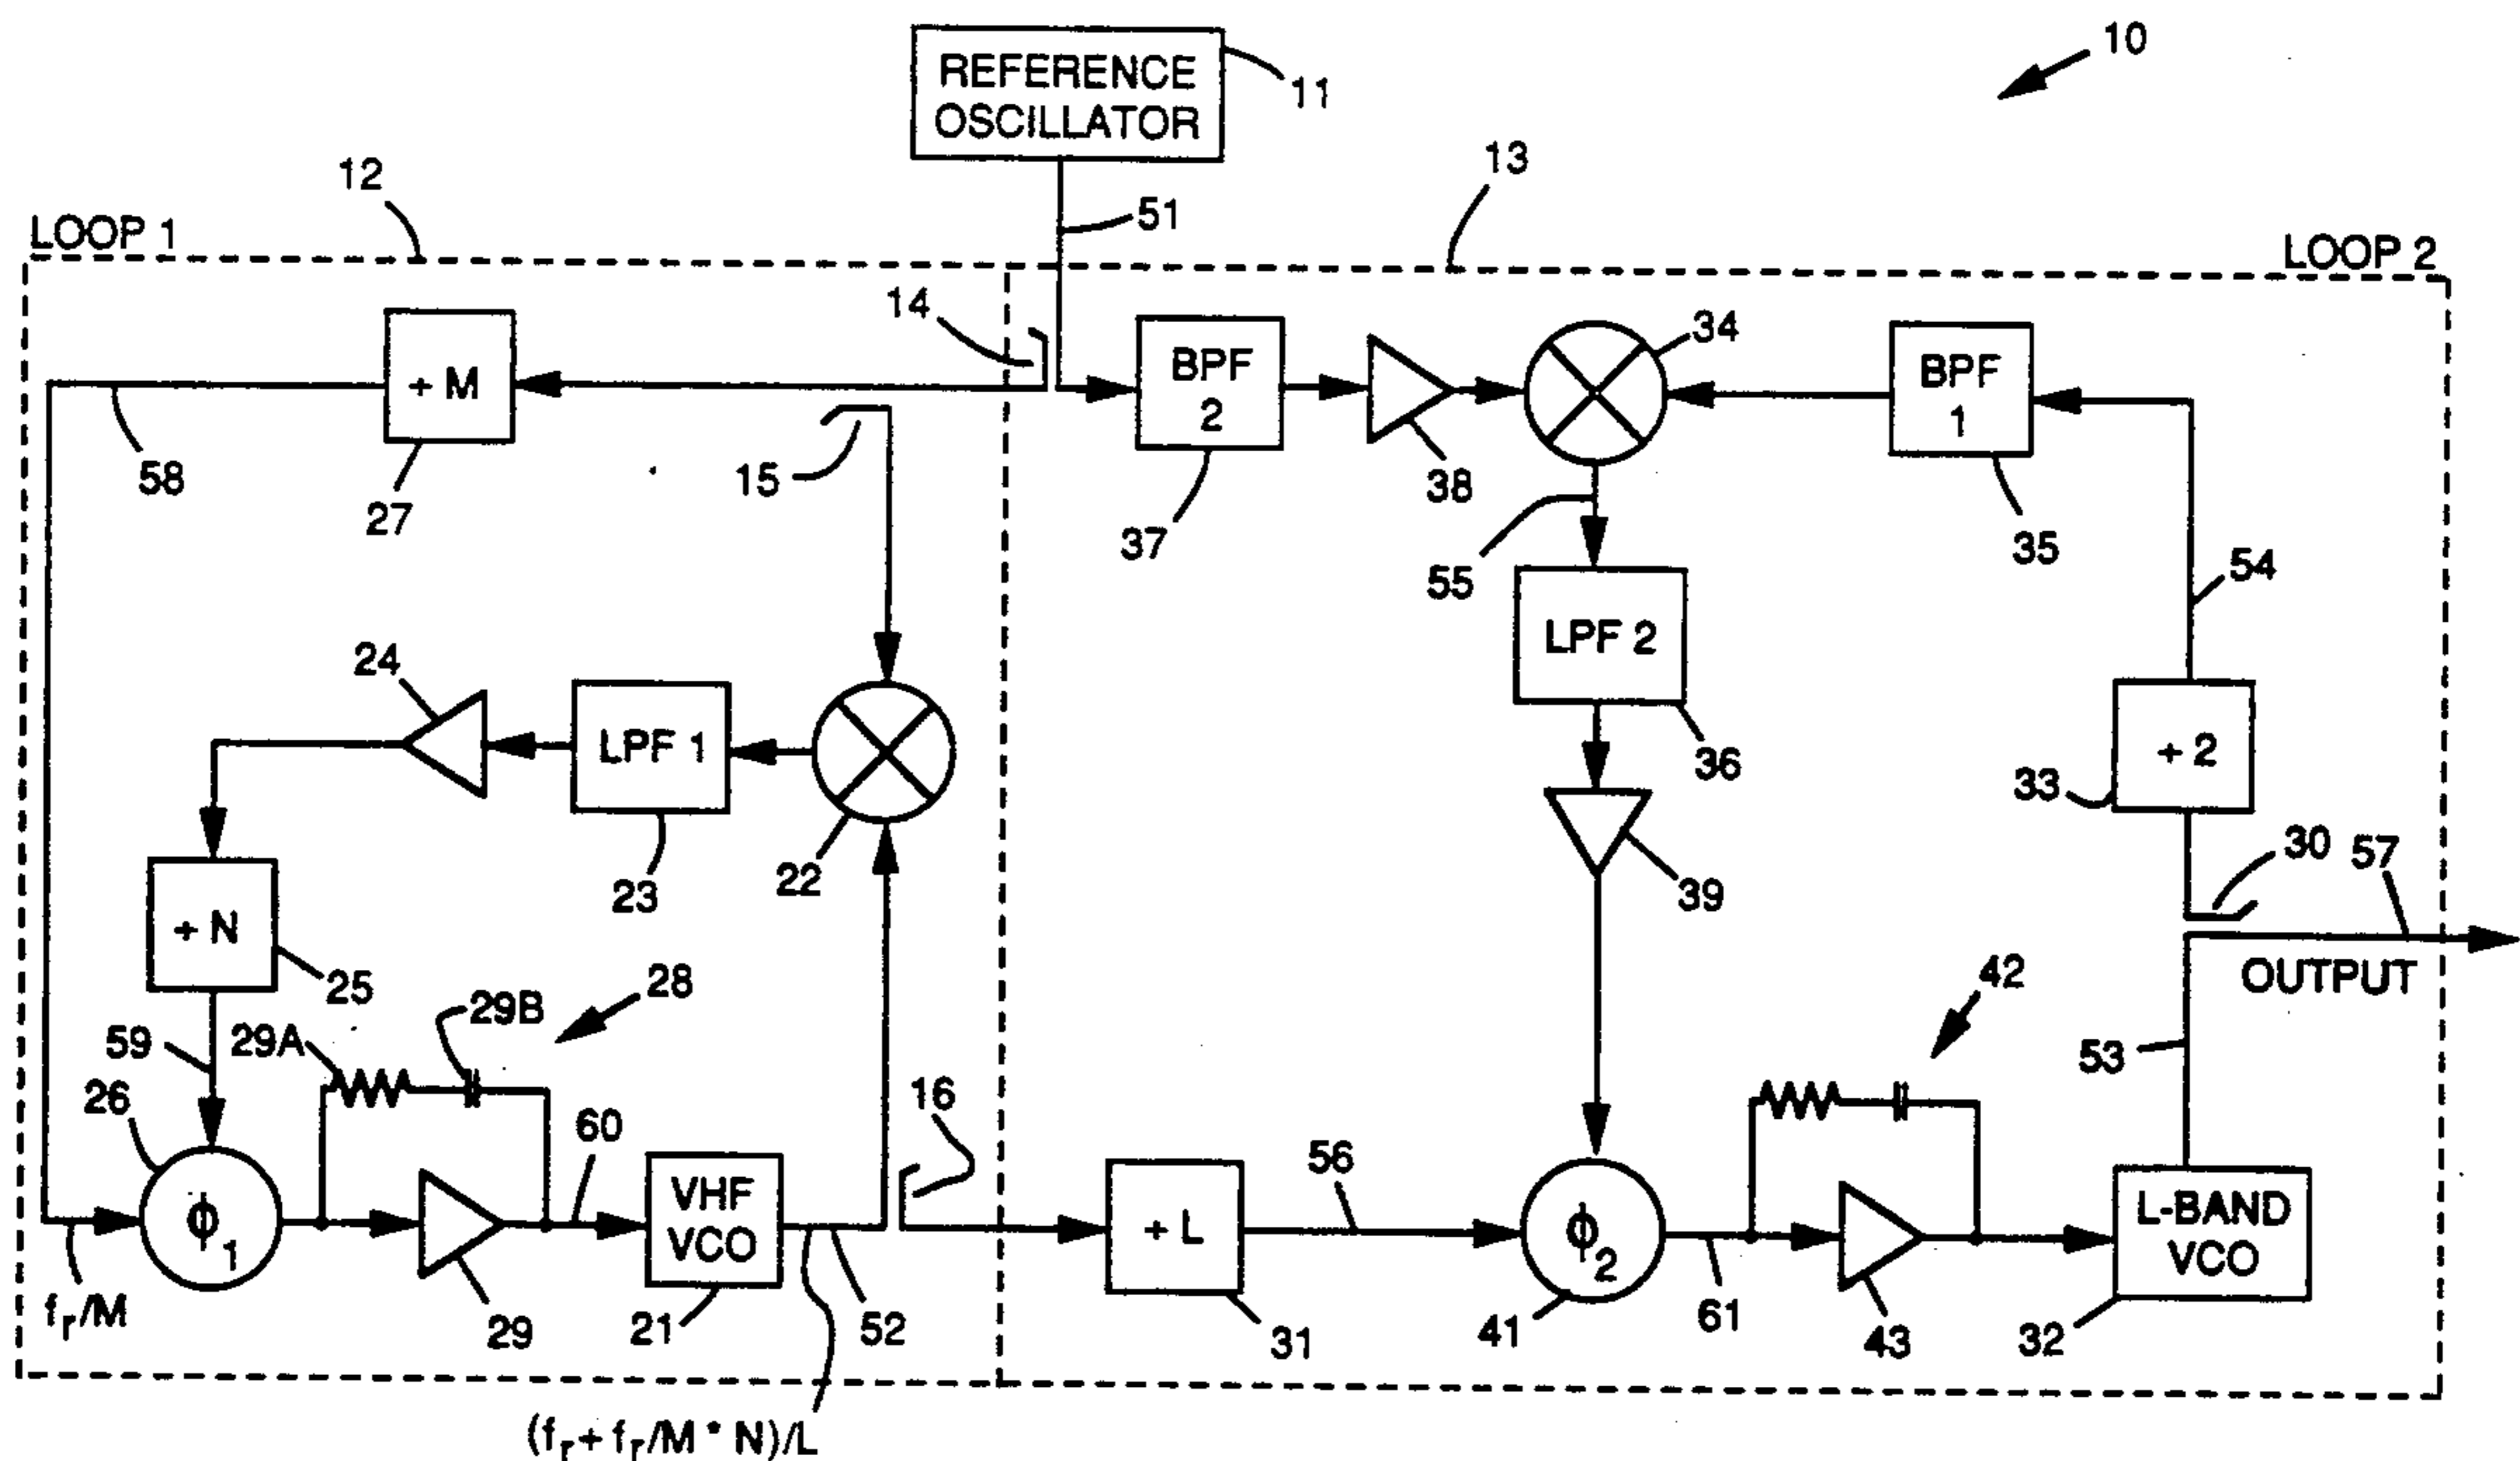 10
REFERENCE
OSCILLATOR
11
12
13
51
LOOP 1
LOOP 2
14
34
+ M
BPF
2
BPF
1
58
15
38
27
37
55
35
54
24
LPF 2
LPF 1
36
+ 2
33
23
22
39
30
57
+ N
25
28
42
OUTPUT
29B
59
29A
53
26
16
60
56
ϕ1
VHF
VCO
+ L
ϕ2
L-BAND
VCO
fr/M
29
21
52
31
41
61
43
32
(fr + fr/M * N)/L